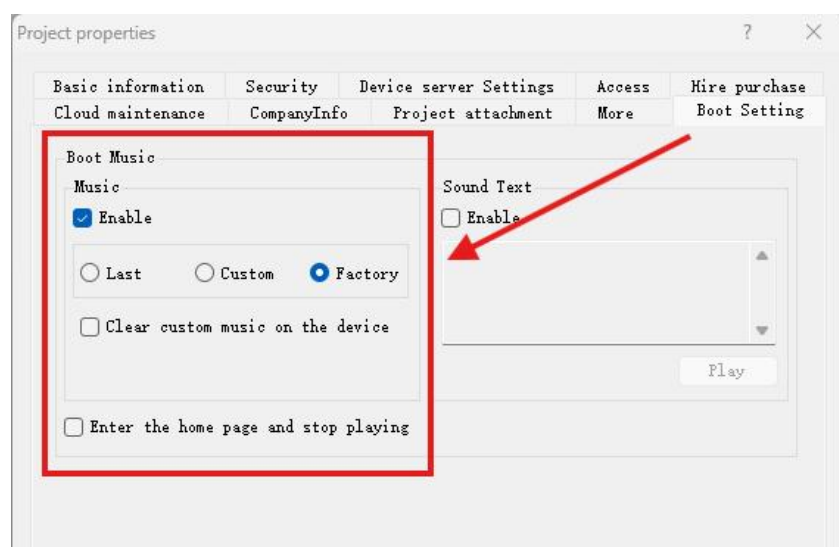 Project properties
Basic information Security Device server Settings Access Hire purchase
Cloud maintenance CompanyInfo Project attachment More Boot Setting
Boot Music
Music
Enable
Last Custom Factory
Clear custom music on the device
Enter the home page and stop playing
Sound Text
Enable
Play